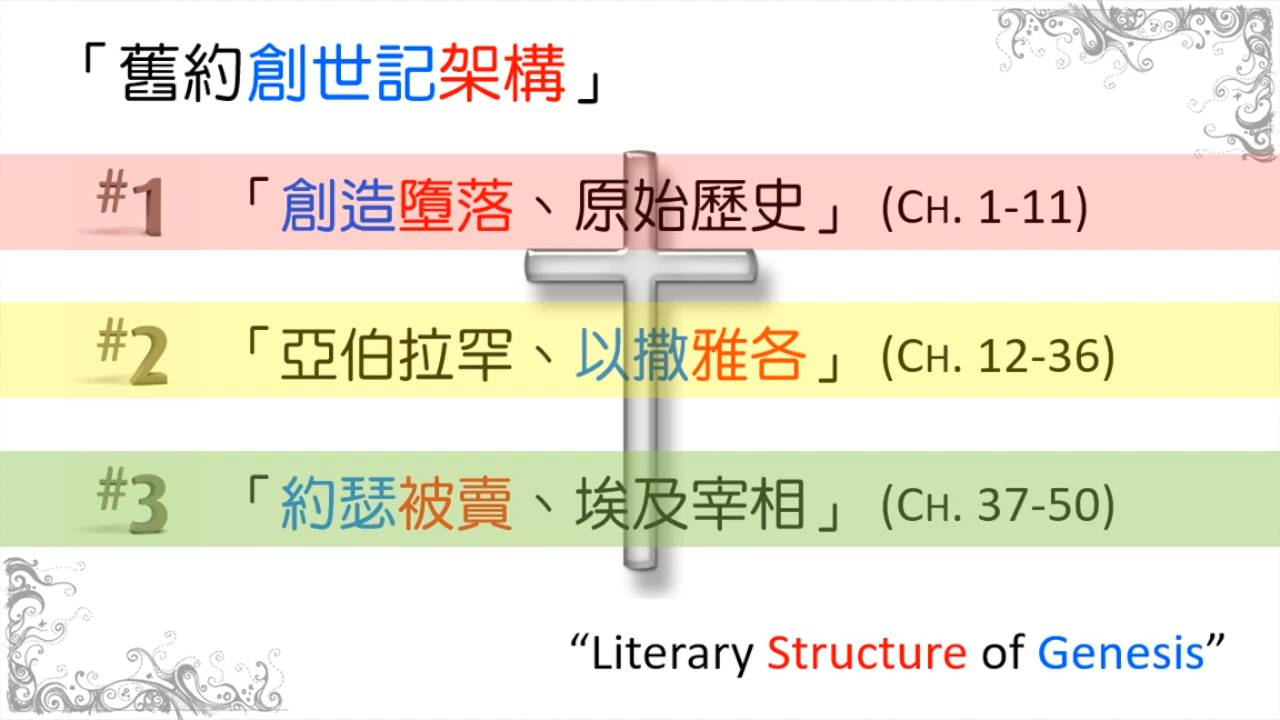 「舊約創世記架構」
#1 「創造墮落、原始歷史」 (CH. 1-11)
#2 「亞伯拉罕、以撒雅各」 (CH. 12-36)
#3 「約瑟被賣、埃及宰相」 (CH. 37-50)
“Literary Structure of Genesis”